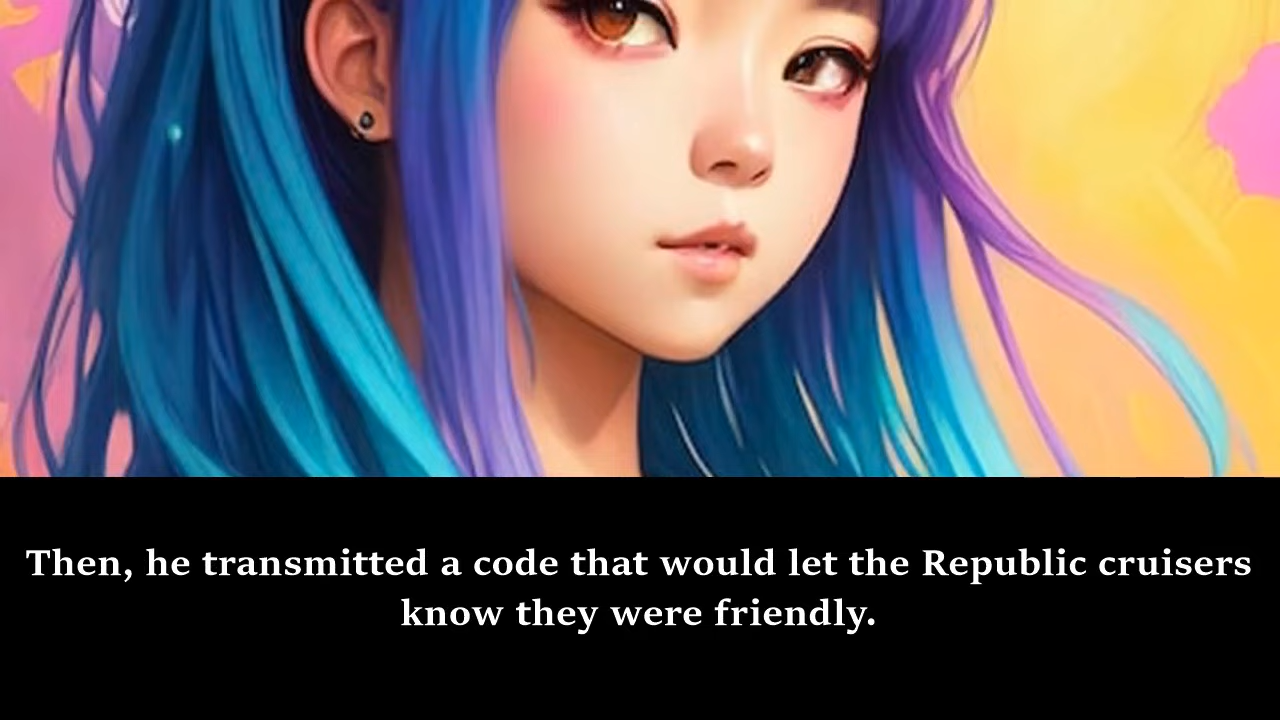 Then, he transmitted a code that would let the Republic cruisers
know they were friendly.